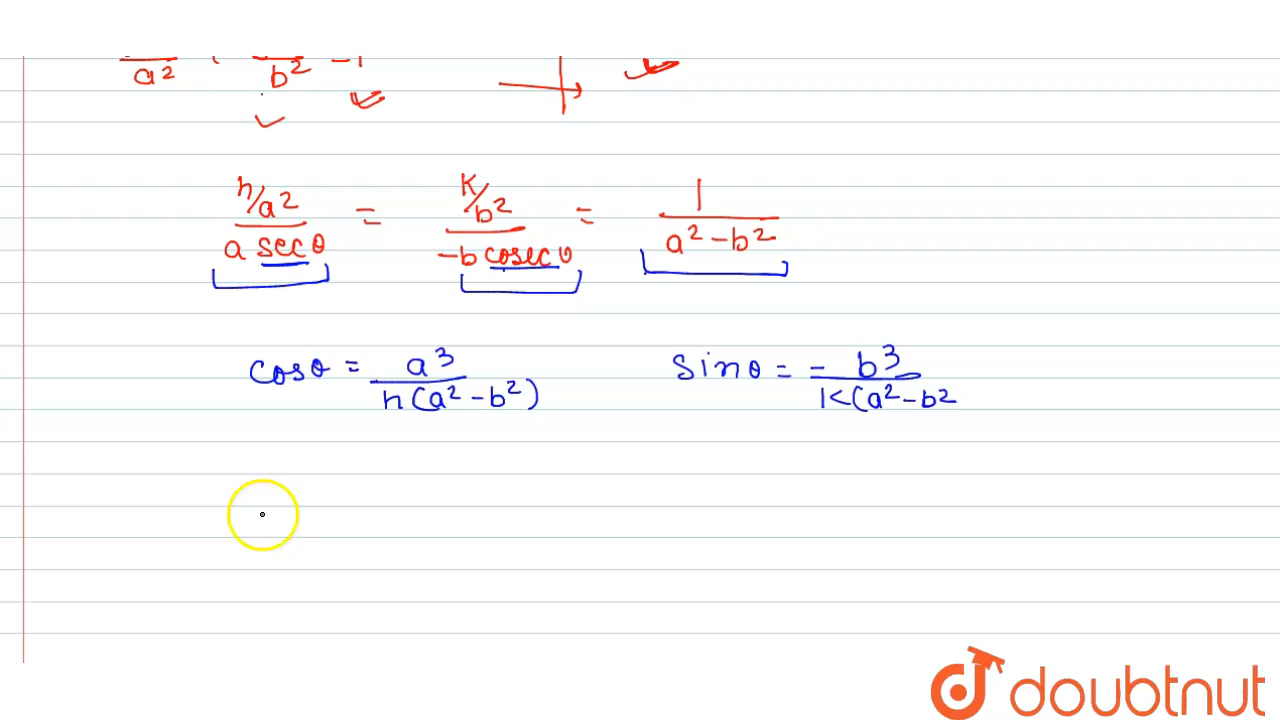 a² b² -1
h/a² / a secθ = k/b² / -b cosecθ = 1 / a² - b²
cosθ = a³ / h(a² - b²) sinθ = - b³ / k(a² - b²
doubtnut